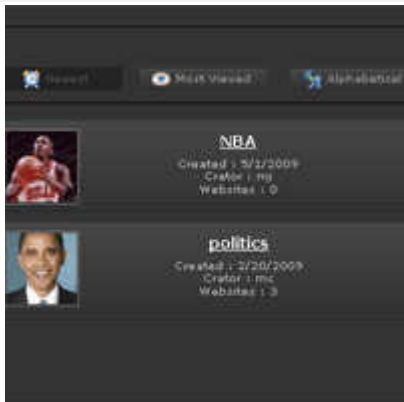 Newest Most Viewed Alphabetical
NBA
Created : 5/1/2009
Crator : mj
Websites : 0
politics
Created : 2/20/2009
Crator : mc
Websites : 3